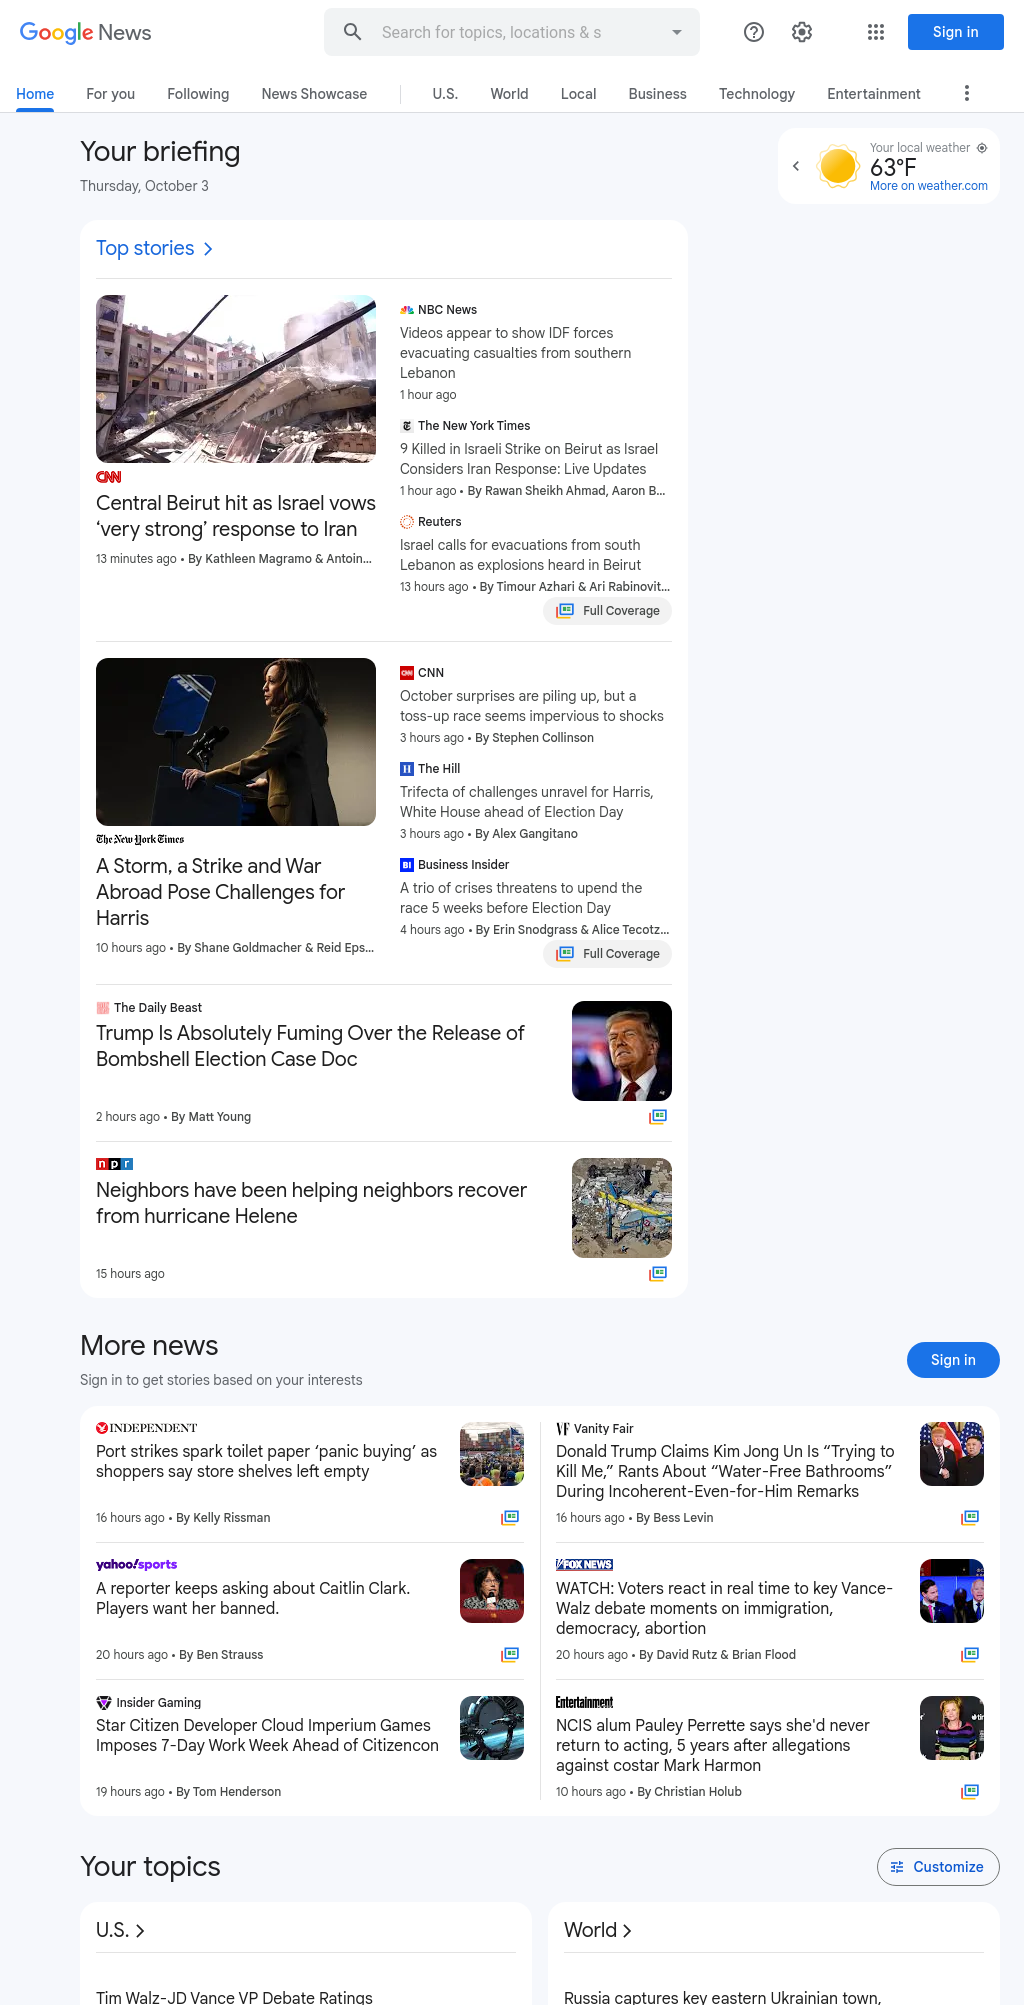 Google News
Search for topics, locations & s
Sign in
Home
For you
Following
News Showcase
U.S.
World
Local
Business
Technology
Entertainment
Your briefing
Thursday, October 3
Your local weather
63°F
More on weather.com
Top stories
CNN
Central Beirut hit as Israel vows
‘very strong’ response to Iran
13 minutes ago • By Kathleen Magramo & Antoin...
NBC News
Videos appear to show IDF forces
evacuating casualties from southern
Lebanon
1 hour ago
The New York Times
9 Killed in Israeli Strike on Beirut as Israel
Considers Iran Response: Live Updates
1 hour ago • By Rawan Sheikh Ahmad, Aaron B...
Reuters
Israel calls for evacuations from south
Lebanon as explosions heard in Beirut
13 hours ago • By Timour Azhari & Ari Rabinovit...
Full Coverage
The New York Times
A Storm, a Strike and War
Abroad Pose Challenges for
Harris
10 hours ago • By Shane Goldmacher & Reid Eps...
CNN
CNN
October surprises are piling up, but a
toss-up race seems impervious to shocks
3 hours ago • By Stephen Collinson
H The Hill
Trifecta of challenges unravel for Harris,
White House ahead of Election Day
3 hours ago • By Alex Gangitano
BI Business Insider
A trio of crises threatens to upend the
race 5 weeks before Election Day
4 hours ago • By Erin Snodgrass & Alice Tecotz...
Full Coverage
The Daily Beast
Trump Is Absolutely Fuming Over the Release of
Bombshell Election Case Doc
2 hours ago • By Matt Young
npr
Neighbors have been helping neighbors recover
from hurricane Helene
15 hours ago
More news
Sign in to get stories based on your interests
Sign in
INDEPENDENT
Port strikes spark toilet paper ‘panic buying’ as
shoppers say store shelves left empty
16 hours ago • By Kelly Rissman
yahoo!sports
A reporter keeps asking about Caitlin Clark.
Players want her banned.
20 hours ago • By Ben Strauss
Insider Gaming
Star Citizen Developer Cloud Imperium Games
Imposes 7-Day Work Week Ahead of Citizencon
19 hours ago • By Tom Henderson
VF Vanity Fair
Donald Trump Claims Kim Jong Un Is “Trying to
Kill Me,” Rants About “Water-Free Bathrooms”
During Incoherent-Even-for-Him Remarks
16 hours ago • By Bess Levin
FOX NEWS
WATCH: Voters react in real time to key Vance-
Walz debate moments on immigration,
democracy, abortion
20 hours ago • By David Rutz & Brian Flood
Entertainment
NCIS alum Pauley Perrette says she'd never
return to acting, 5 years after allegations
against costar Mark Harmon
10 hours ago • By Christian Holub
Your topics
Customize
U.S.
Tim Walz-JD Vance VP Debate Ratings
World
Russia captures key eastern Ukrainian town,